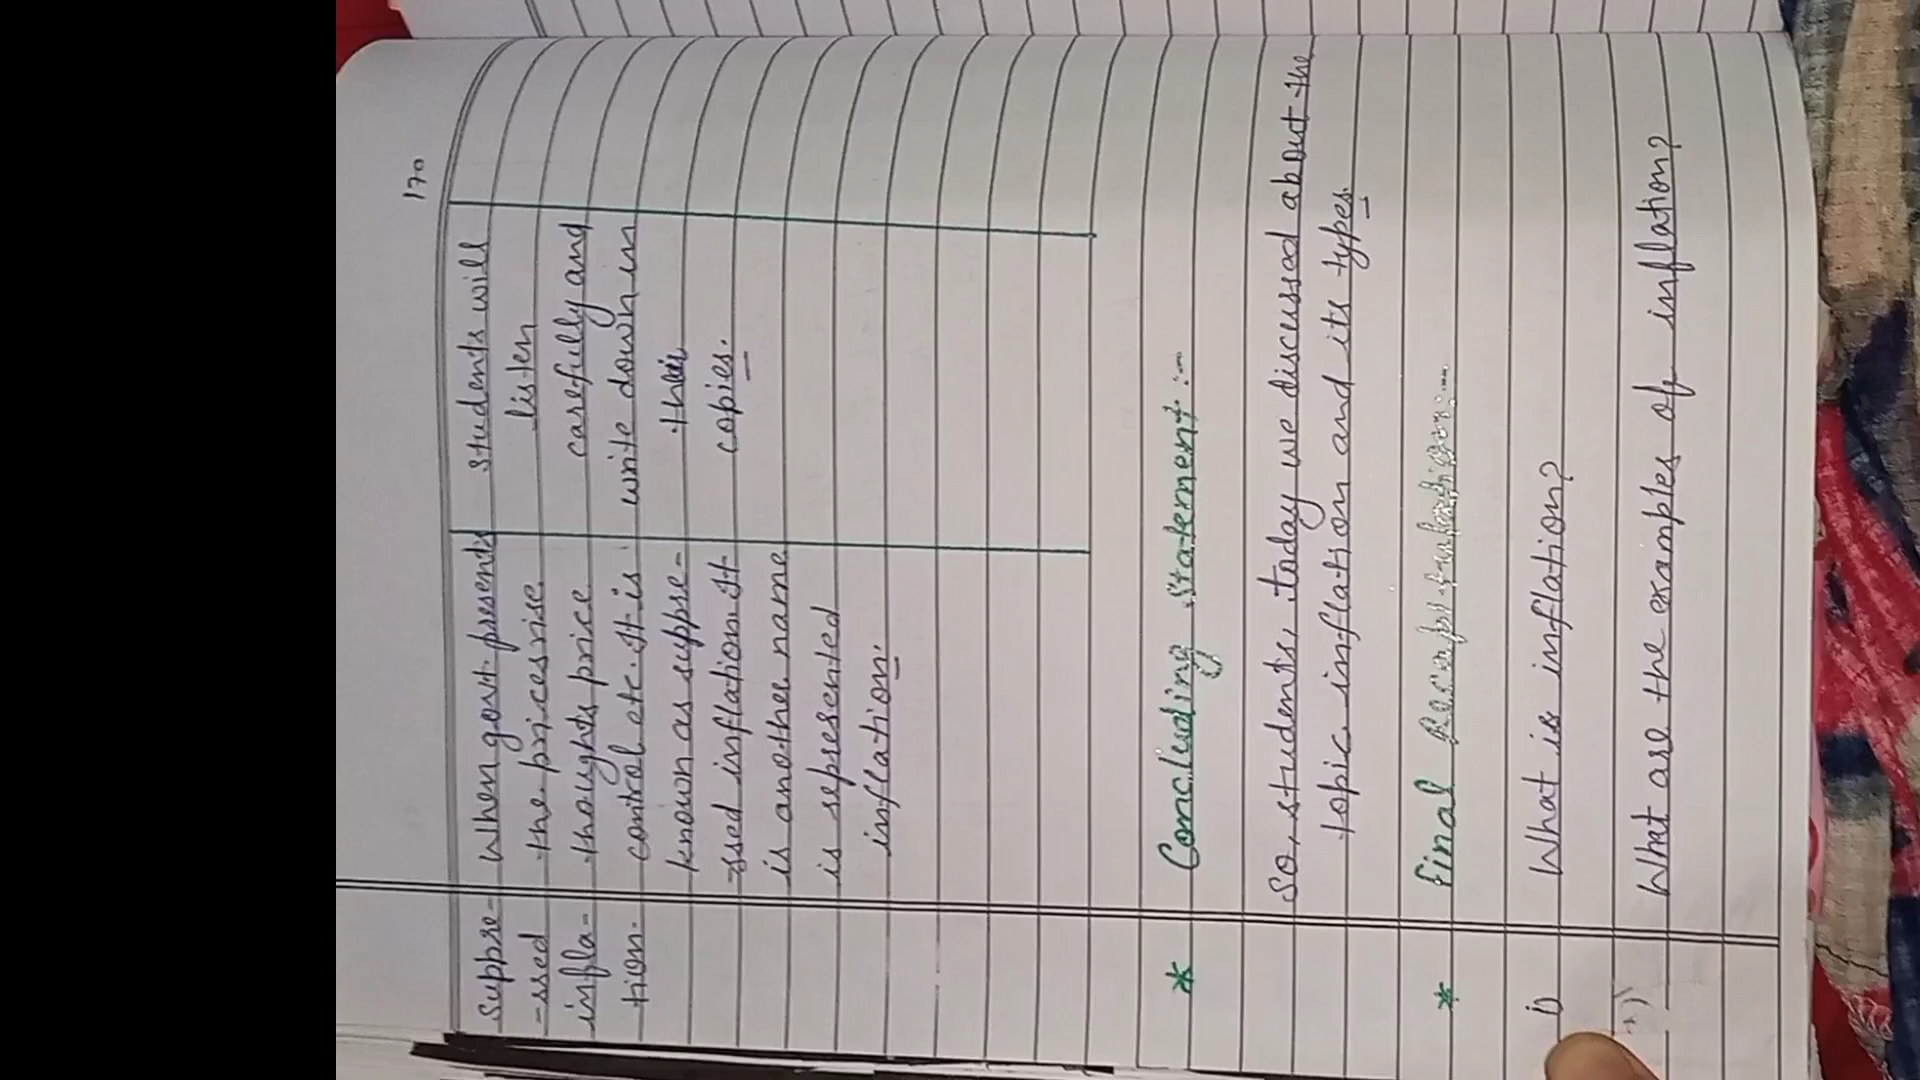 170
suppre- When govt. presents students will
-ssed the prices rise listen
infla- thoughts price carefully and
tion. control etc. It is write down in
known as suppre- their
-ssed inflation. It copies.
is another name
is represented
inflation.
* Concluding statement :-
So, students, today we discussed about the
topic inflation and its types.
* Final Recapitulation:-
i) What is inflation?
ii) What are the examples of inflation?